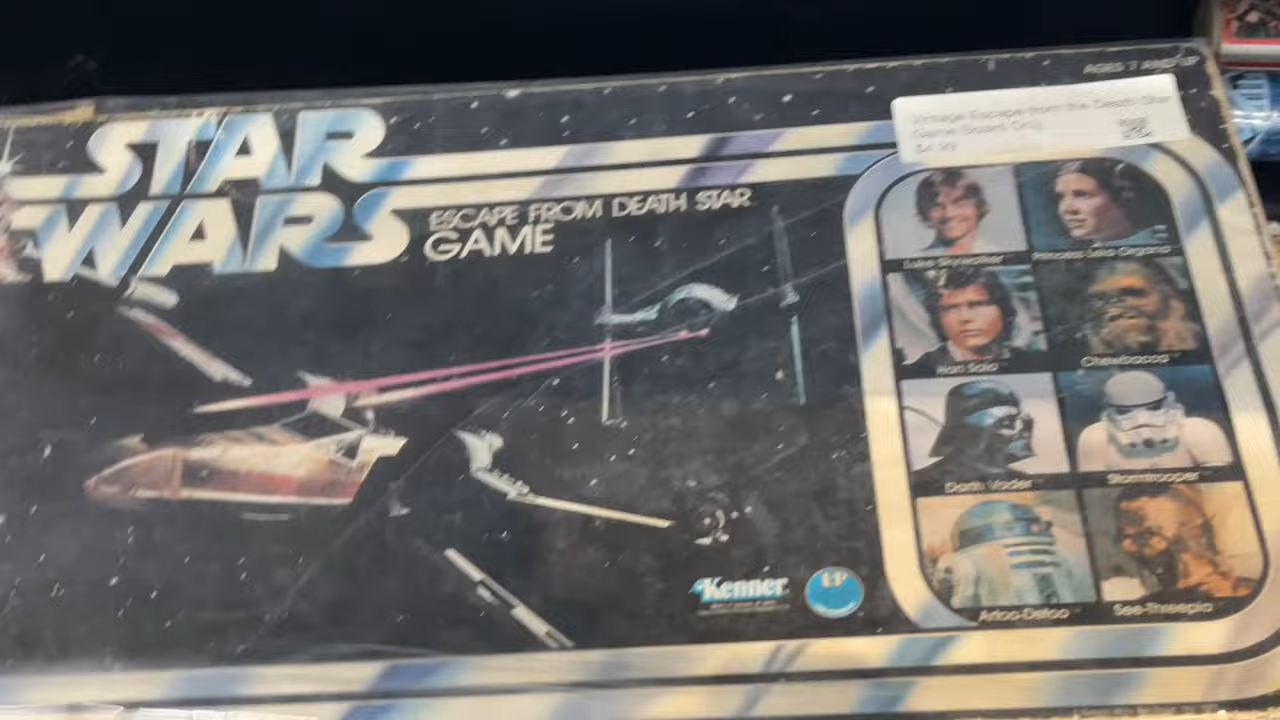 AGES 7 AND UP
Vintage Escape from the Death Star
Game Board Only
$4.99
STAR
WARS
ESCAPE FROM DEATH STAR
GAME
Luke Skywalker
Princess Leia Organa
Han Solo
Chewbacca
Darth Vader
Stormtrooper
Artoo-Detoo
See-Threepio
Kenner